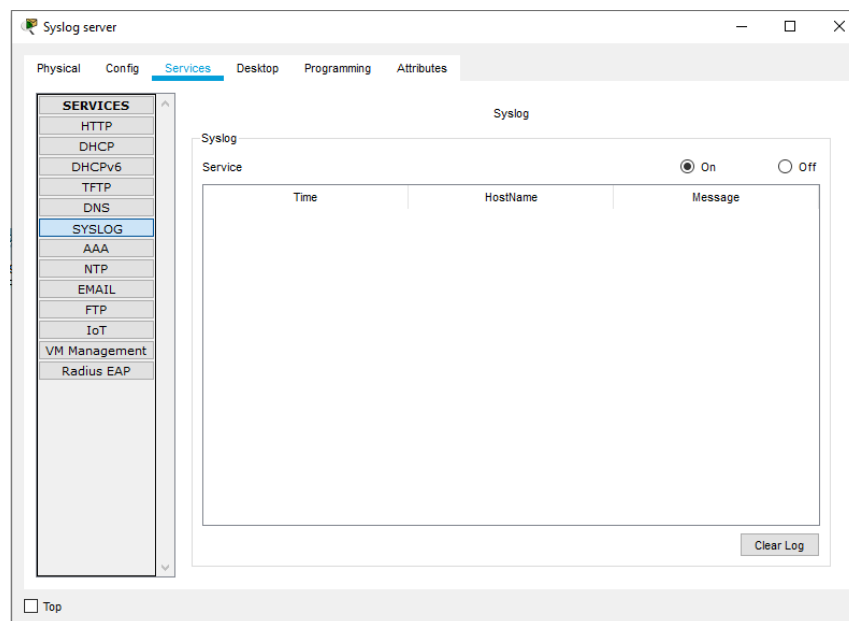 Syslog server
Physical Config Services Desktop Programming Attributes
SERVICES
HTTP
DHCP
DHCPv6
TFTP
DNS
SYSLOG
AAA
NTP
EMAIL
FTP
IoT
VM Management
Radius EAP
Syslog
Syslog
Service On Off
Time HostName Message
Clear Log
Top